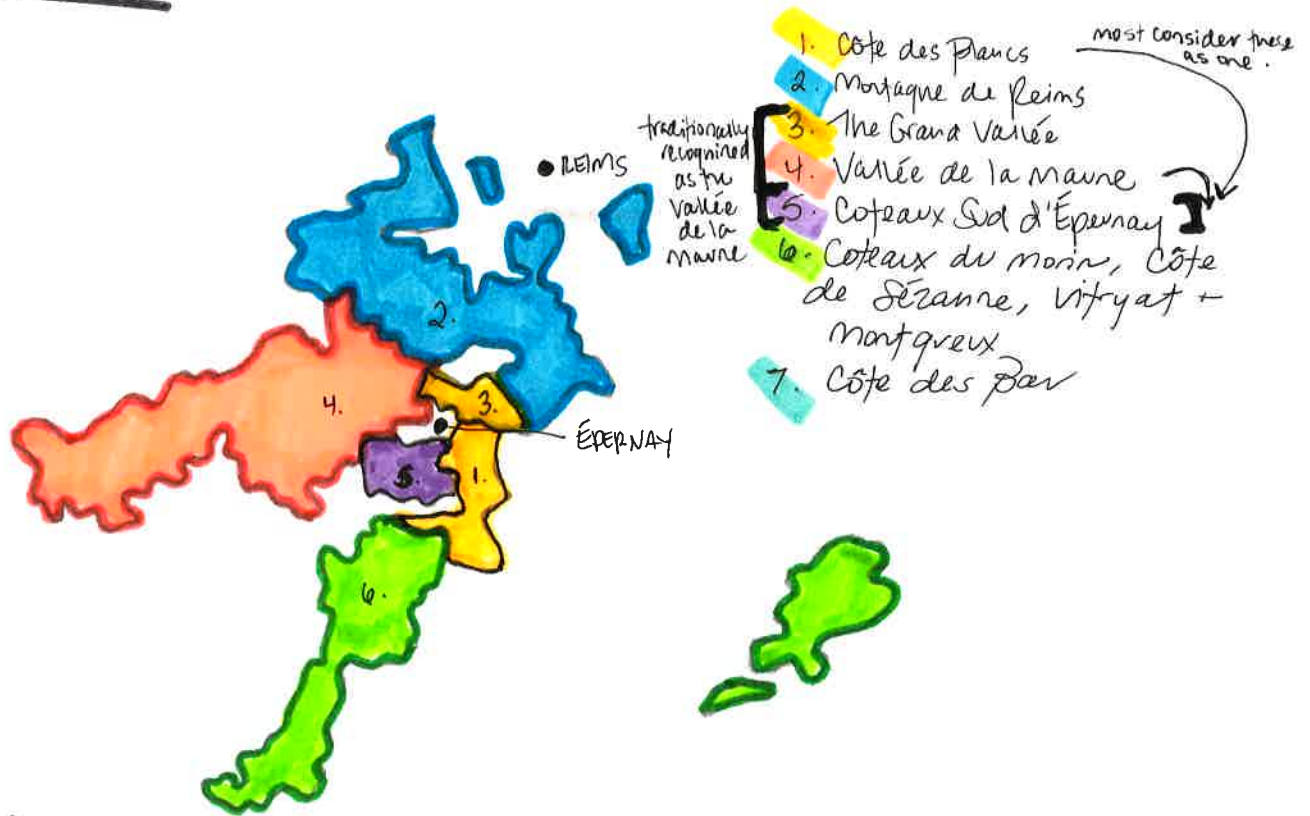 1. Côte des Blancs
most consider these
as one.
2. Montagne de Reims
3. The Grand Vallée
4. Vallée de la Marne
5. Coteaux Sud d'Épernay
6. Coteaux du Morin, Côte
de Sézanne, Vitryat +
Montgreux
7. Côte des Bar
traditionally
recognized
as the
Vallée
de la
Marne
REIMS
2.
4.
3.
ÉPERNAY
5.
1.
6.